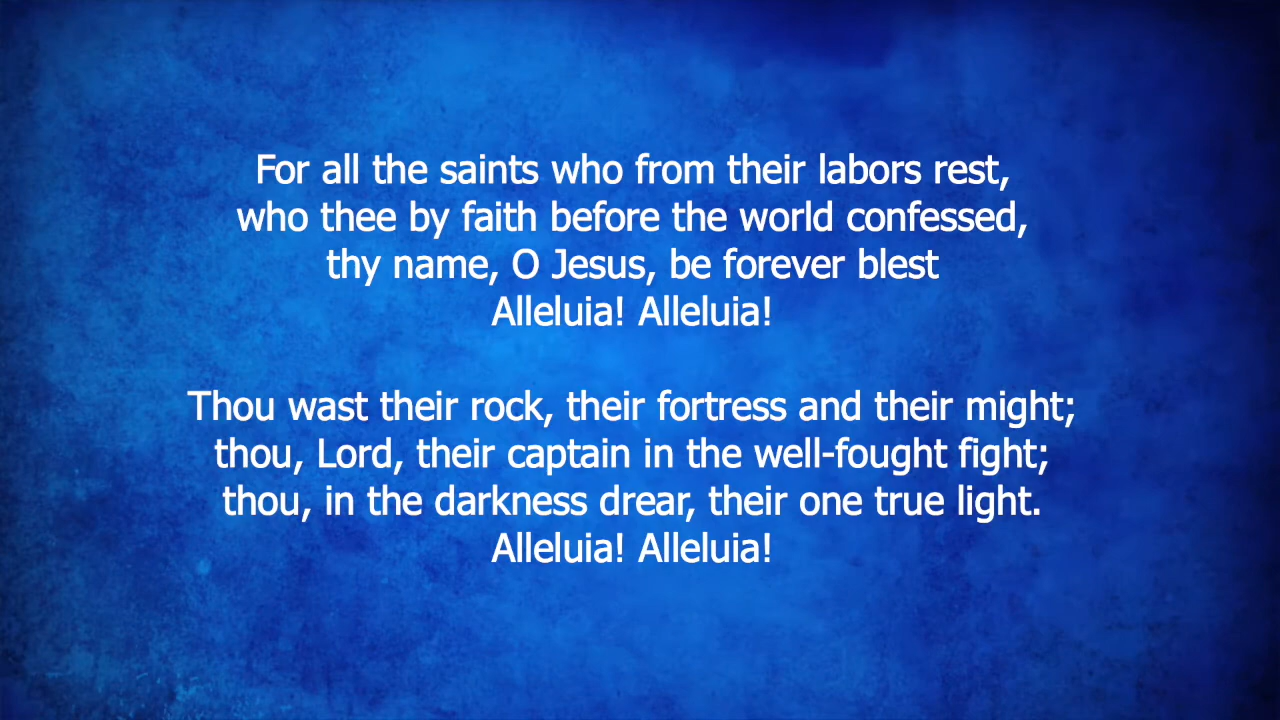 For all the saints who from their labors rest,
who thee by faith before the world confessed,
thy name, O Jesus, be forever blest
Alleluia! Alleluia!
Thou wast their rock, their fortress and their might;
thou, Lord, their captain in the well-fought fight;
thou, in the darkness drear, their one true light.
Alleluia! Alleluia!